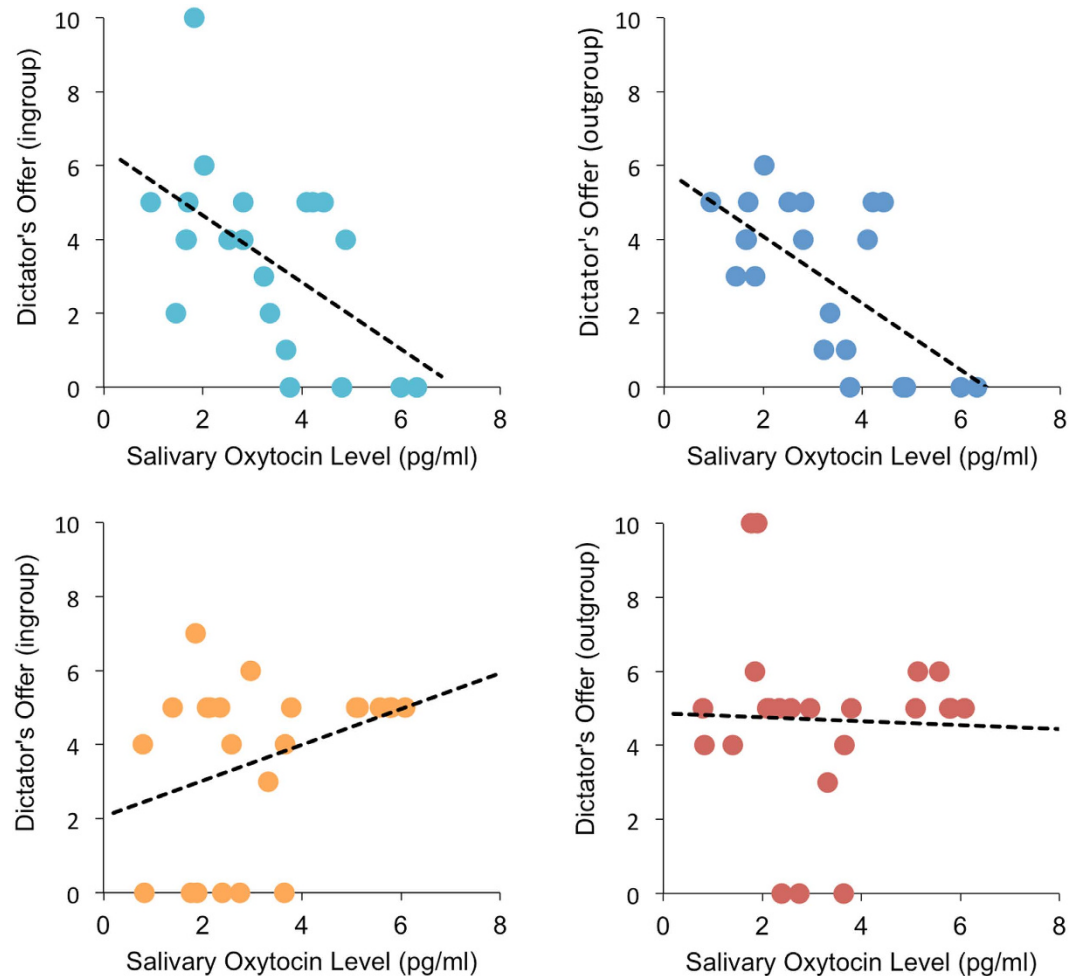 Dictator's Offer (ingroup)
10
8
6
4
2
0
0 2 4 6 8
Salivary Oxytocin Level (pg/ml)
Dictator's Offer (outgroup)
10
8
6
4
2
0
0 2 4 6 8
Salivary Oxytocin Level (pg/ml)
Dictator's Offer (ingroup)
10
8
6
4
2
0
0 2 4 6 8
Salivary Oxytocin Level (pg/ml)
Dictator's Offer (outgroup)
10
8
6
4
2
0
0 2 4 6 8
Salivary Oxytocin Level (pg/ml)